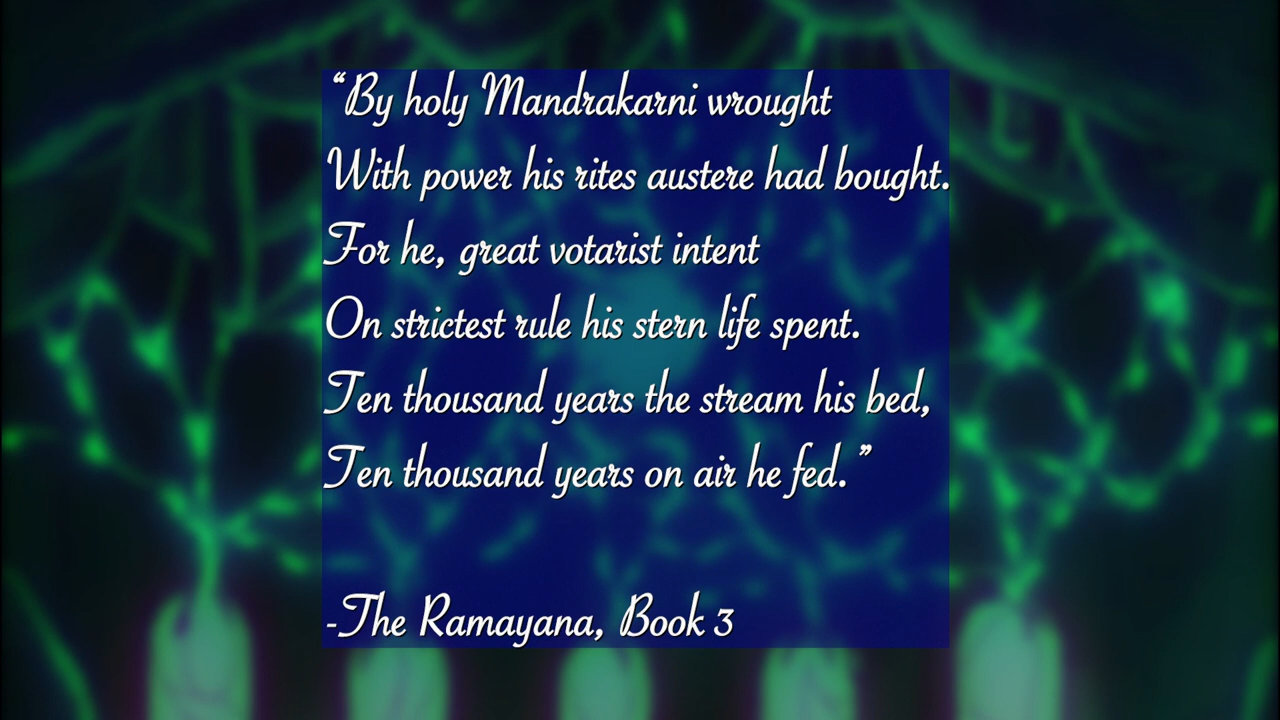 “By holy Mandrakarni wrought
With power his rites austere had bought.
For he, great votarist intent
On strictest rule his stern life spent.
Ten thousand years the stream his bed,
Ten thousand years on air he fed.”
-The Ramayana, Book 3